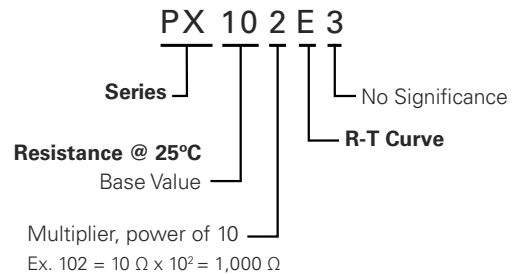 PX 10 2 E 3
Series
No Significance
R-T Curve
Resistance @ 25ºC
Base Value
Multiplier, power of 10
Ex. 102 = 10 Ω x 10² = 1,000 Ω